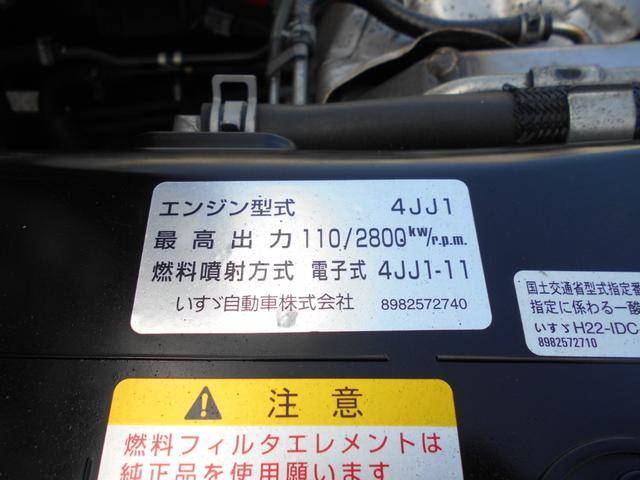 エンジン型式 4JJ1
最高出力 110/2800 kw/r.p.m.
燃料噴射方式 電子式 4JJ1-11
いすゞ自動車株式会社 8982572740
国土交通省型式指定番
指定に係わる一酸
いすゞH22-IDC-
8982572710
注意
燃料フィルタエレメントは
純正品を使用願います